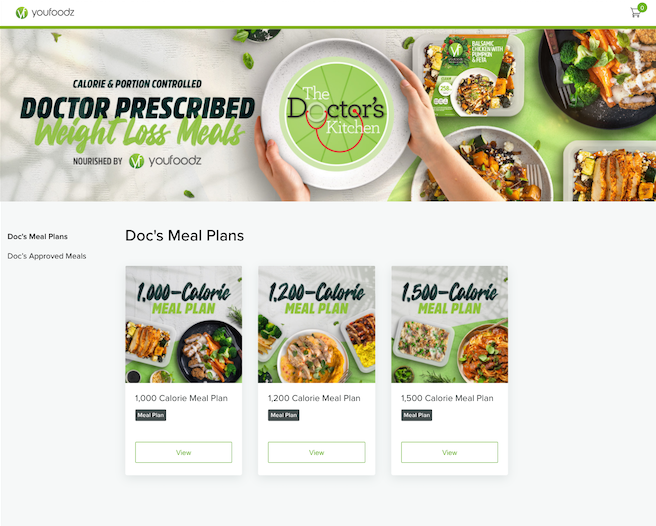 youfoodz
0
CALORIE & PORTION CONTROLLED
DOCTOR PRESCRIBED
Weight Loss Meals
NOURISHED BY youfoodz
The
Doctor's
Kitchen
BALSAMIC
CHICKEN WITH
PUMPKIN
& FETA
Doc's Meal Plans
Doc's Approved Meals
Doc's Meal Plans
1,000-Calorie
MEAL PLAN
1,000 Calorie Meal Plan
Meal Plan
View
1,200-Calorie
MEAL PLAN
1,200 Calorie Meal Plan
Meal Plan
View
1,500-Calorie
MEAL PLAN
1,500 Calorie Meal Plan
Meal Plan
View